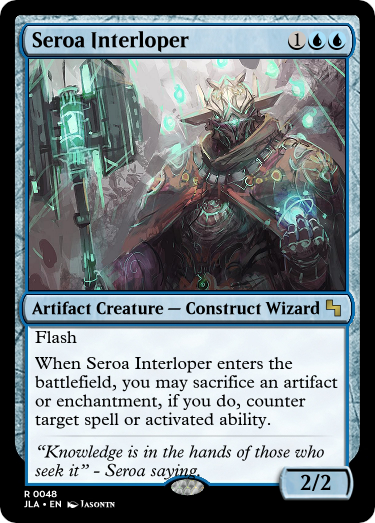 Seroa Interloper 1
Artifact Creature — Construct Wizard
Flash
When Seroa Interloper enters the
battlefield, you may sacrifice an artifact
or enchantment, if you do, counter
target spell or activated ability.
“Knowledge is in the hands of those who
seek it” - Seroa saying.
2/2
R 0048
JLA • EN Jasontn